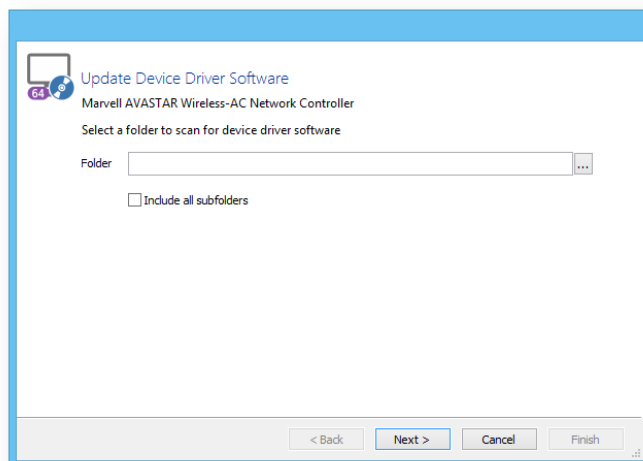 64
Update Device Driver Software
Marvell AVASTAR Wireless-AC Network Controller
Select a folder to scan for device driver software
Folder
...
Include all subfolders
< Back Next > Cancel Finish